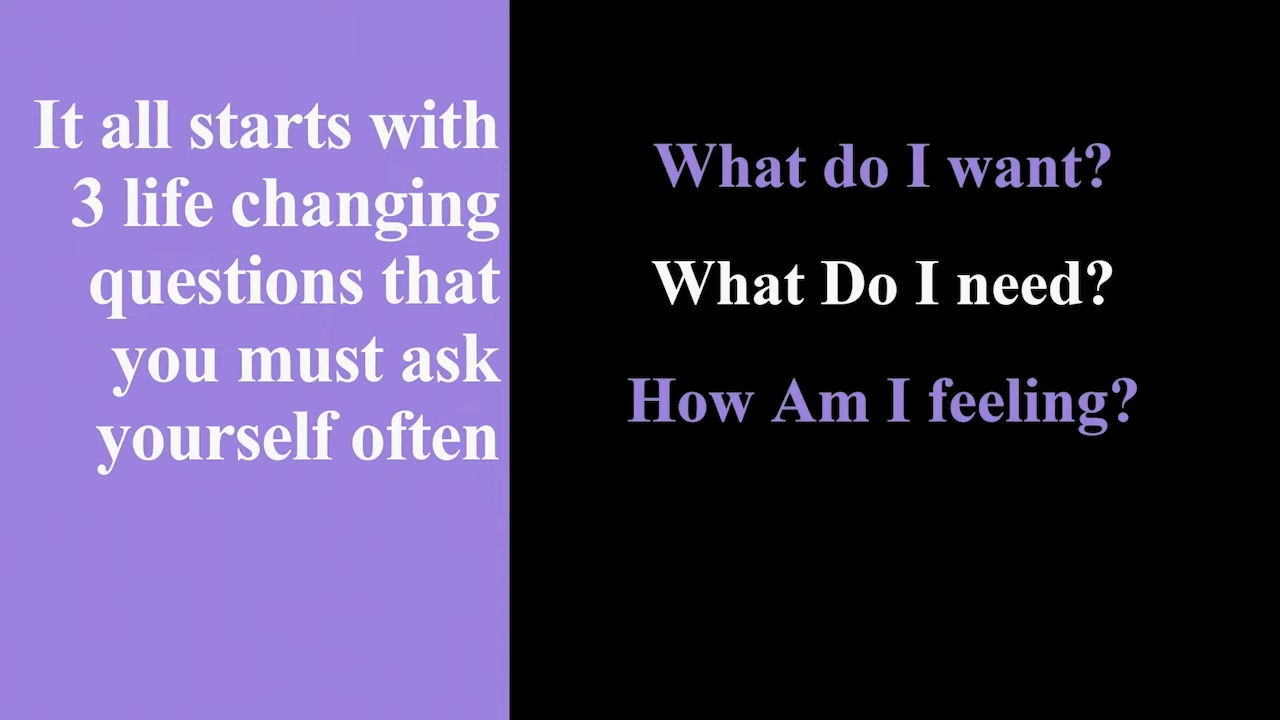 It all starts with
3 life changing
questions that
you must ask
yourself often
What do I want?
What Do I need?
How Am I feeling?